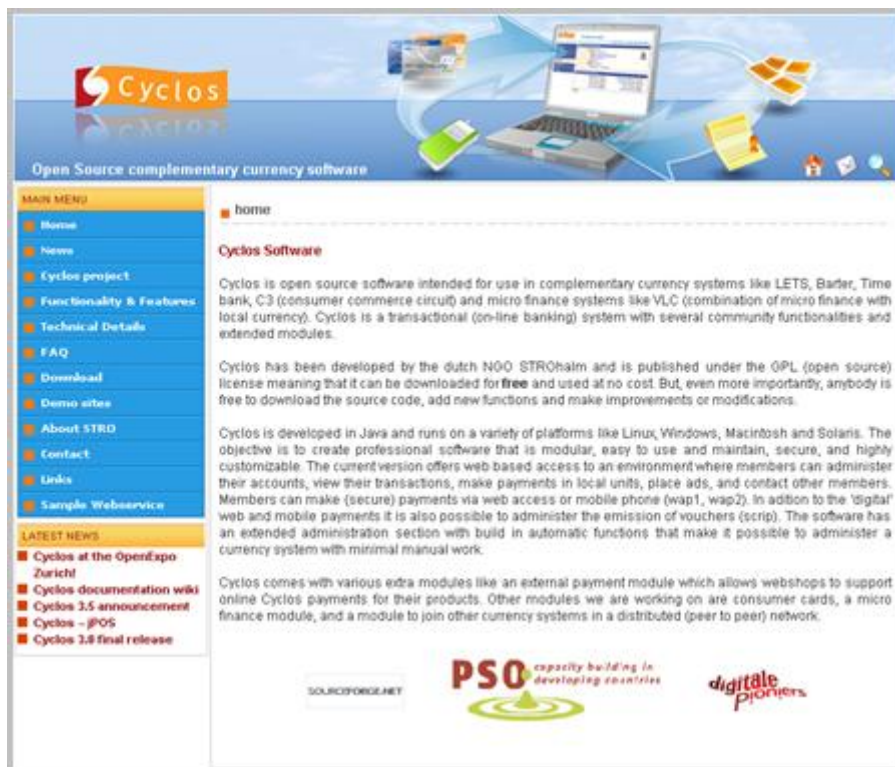 Cyclos
Open Source complementary currency software
MAIN MENU
Home
News
Cyclos project
Functionality & Features
Technical Details
FAQ
Download
Demo sites
About STRO
Contact
Links
Sample Webservice
LATEST NEWS
Cyclos at the OpenExpo
Zurich!
Cyclos documentation wiki
Cyclos 3.5 announcement
Cyclos – jPOS
Cyclos 3.0 final release
home
Cyclos Software
Cyclos is open source software intended for use in complementary currency systems like LETS, Barter, Time
bank, C3 (consumer commerce circuit) and micro finance systems like VLC (combination of micro finance with
local currency). Cyclos is a transactional (on-line banking) system with several community functionalities and
extended modules.
Cyclos has been developed by the dutch NGO STROhalm and is published under the GPL (open source)
license meaning that it can be downloaded for free and used at no cost. But, even more importantly, anybody is
free to download the source code, add new functions and make improvements or modifications.
Cyclos is developed in Java and runs on a variety of platforms like Linux, Windows, Macintosh and Solaris. The
objective is to create professional software that is modular, easy to use and maintain, secure, and highly
customizable. The current version offers web based access to an environment where members can administer
their accounts, view their transactions, make payments in local units, place ads, and contact other members.
Members can make (secure) payments via web access or mobile phone (wap1, wap2). In adition to the 'digital'
web and mobile payments it is also possible to administer the emission of vouchers (scrip). The software has
an extended administration section with build in automatic functions that make it possible to administer a
currency system with minimal manual work.
Cyclos comes with various extra modules like an external payment module which allows webshops to support
online Cyclos payments for their products. Other modules we are working on are consumer cards, a micro
finance module, and a module to join other currency systems in a distributed (peer to peer) network.
SOURCEFORGE.NET
PSO capacity building in
developing countries
digitale
pioniers